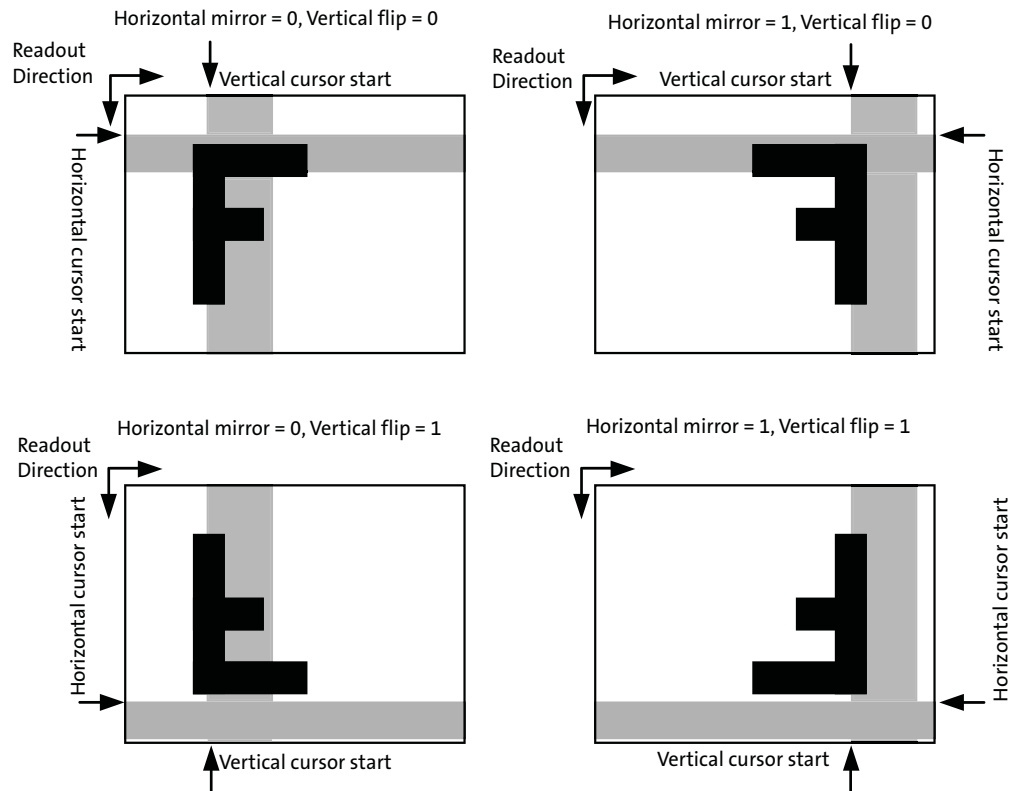 Horizontal mirror = 0, Vertical flip = 0
Readout
Direction
Vertical cursor start
Horizontal cursor start
Horizontal mirror = 1, Vertical flip = 0
Readout
Direction
Vertical cursor start
Horizontal cursor start
Horizontal mirror = 0, Vertical flip = 1
Readout
Direction
Horizontal cursor start
Vertical cursor start
Horizontal mirror = 1, Vertical flip = 1
Readout
Direction
Horizontal cursor start
Vertical cursor start